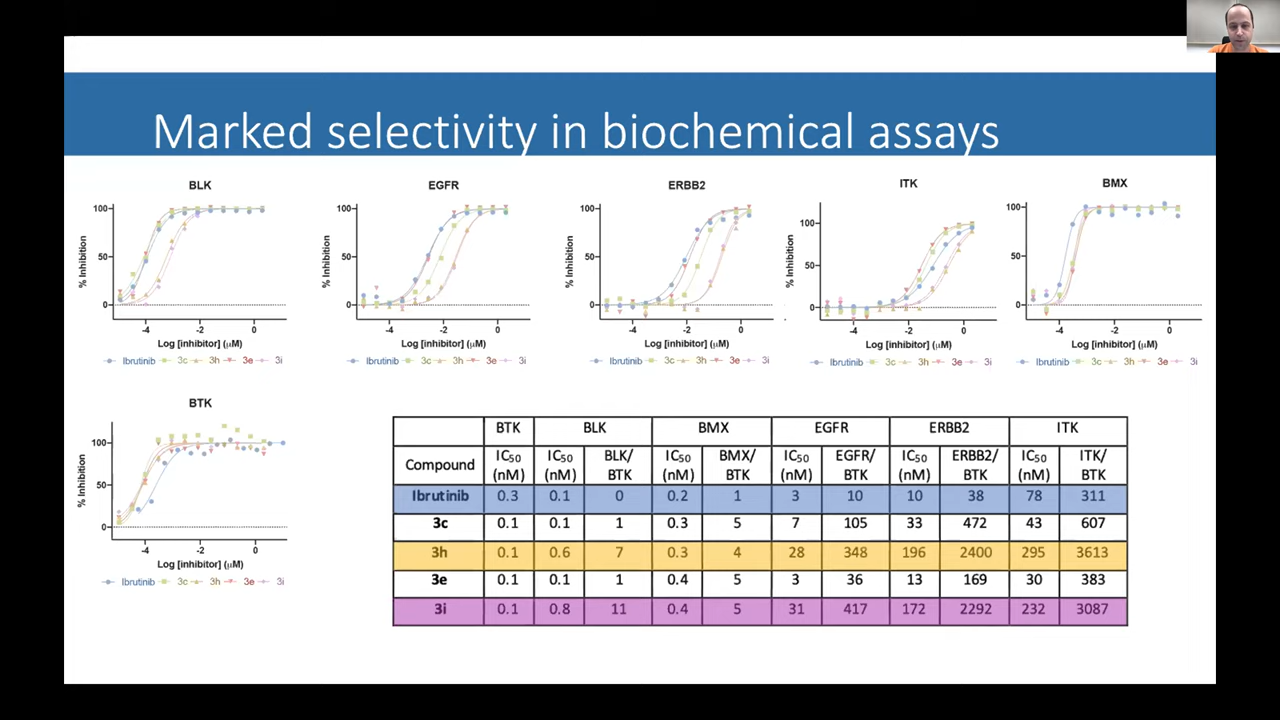 Marked selectivity in biochemical assays
BLK
100
50
0
% Inhibition
-4
-2
0
Log [inhibitor] (μM)
Ibrutinib 3c 3h 3e 3i
EGFR
100
50
0
% Inhibition
-4
-2
0
Log [inhibitor] (μM)
Ibrutinib 3c 3h 3e 3i
ERBB2
100
50
0
% Inhibition
-4
-2
0
Log [inhibitor] (μM)
Ibrutinib 3c 3h 3e 3i
ITK
100
50
0
% Inhibition
-4
-2
0
Log [inhibitor] (μM)
Ibrutinib 3c 3h 3e 3i
BMX
100
50
0
% Inhibition
-4
-2
0
Log [inhibitor] (μM)
Ibrutinib 3c 3h 3e 3i
BTK
100
50
0
% Inhibition
-4
-2
0
Log [inhibitor] (μM)
Ibrutinib 3c 3h 3e 3i
BTK BLK BMX EGFR ERBB2 ITK
Compound IC50 (nM) IC50 (nM) BLK/BTK IC50 (nM) BMX/BTK IC50 (nM) EGFR/BTK IC50 (nM) ERBB2/BTK IC50 (nM) ITK/BTK
Ibrutinib 0.3 0.1 0 0.2 1 3 10 10 38 78 311
3c 0.1 0.1 1 0.3 5 7 105 33 472 43 607
3h 0.1 0.6 7 0.3 4 28 348 196 2400 295 3613
3e 0.1 0.1 1 0.4 5 3 36 13 169 30 383
3i 0.1 0.8 11 0.4 5 31 417 172 2292 232 3087